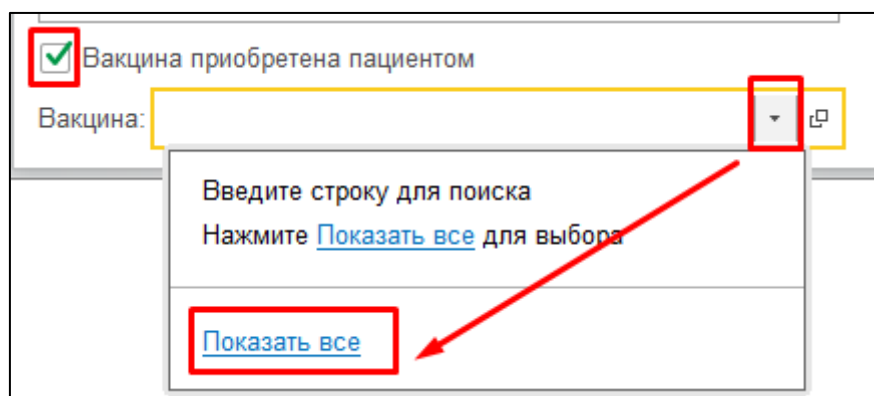 Вакцина приобретена пациентом
Вакцина:
Введите строку для поиска
Нажмите Показать все для выбора
Показать все